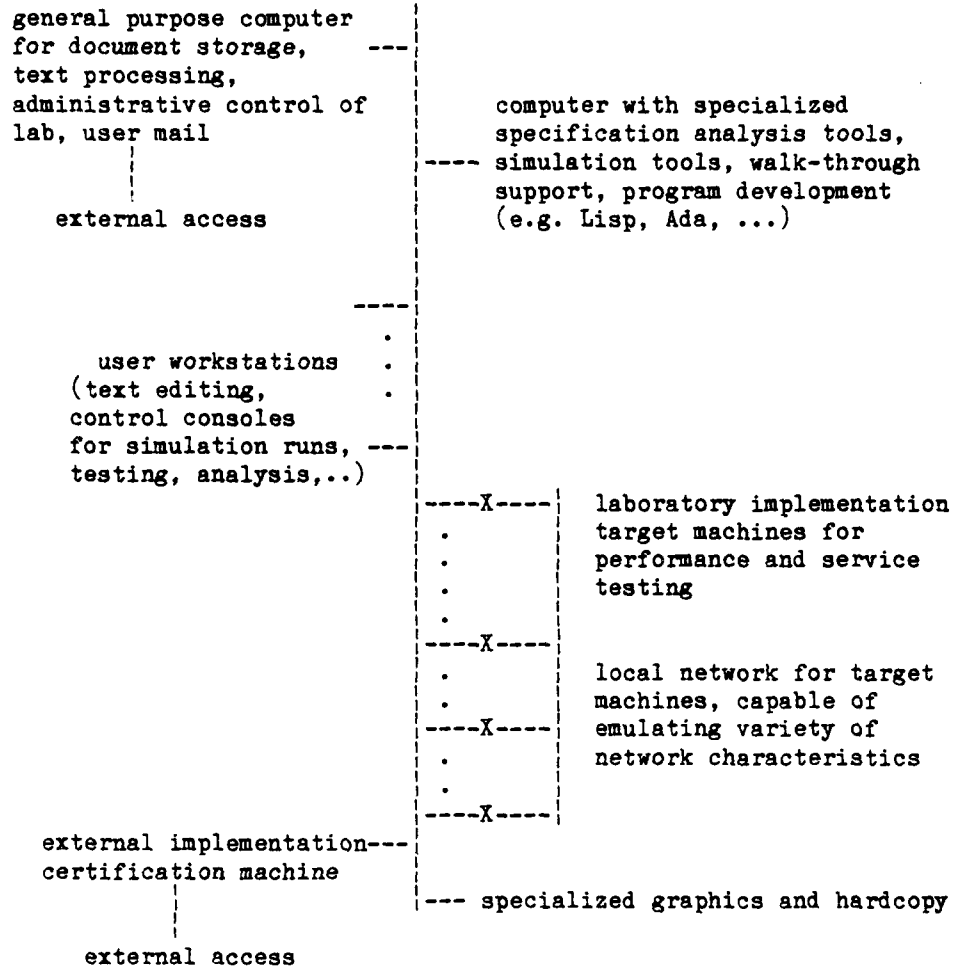 general purpose computer
for document storage,
text processing,
administrative control of
lab, user mail
external access
computer with specialized
specification analysis tools,
simulation tools, walk-through
support, program development
(e.g. Lisp, Ada, ...)
user workstations
(text editing,
control consoles
for simulation runs,
testing, analysis,..)
----X----
laboratory implementation
target machines for
performance and service
testing
----X----
local network for target
machines, capable of
emulating variety of
network characteristics
----X----
----X----
external implementation---
certification machine
--- specialized graphics and hardcopy
external access